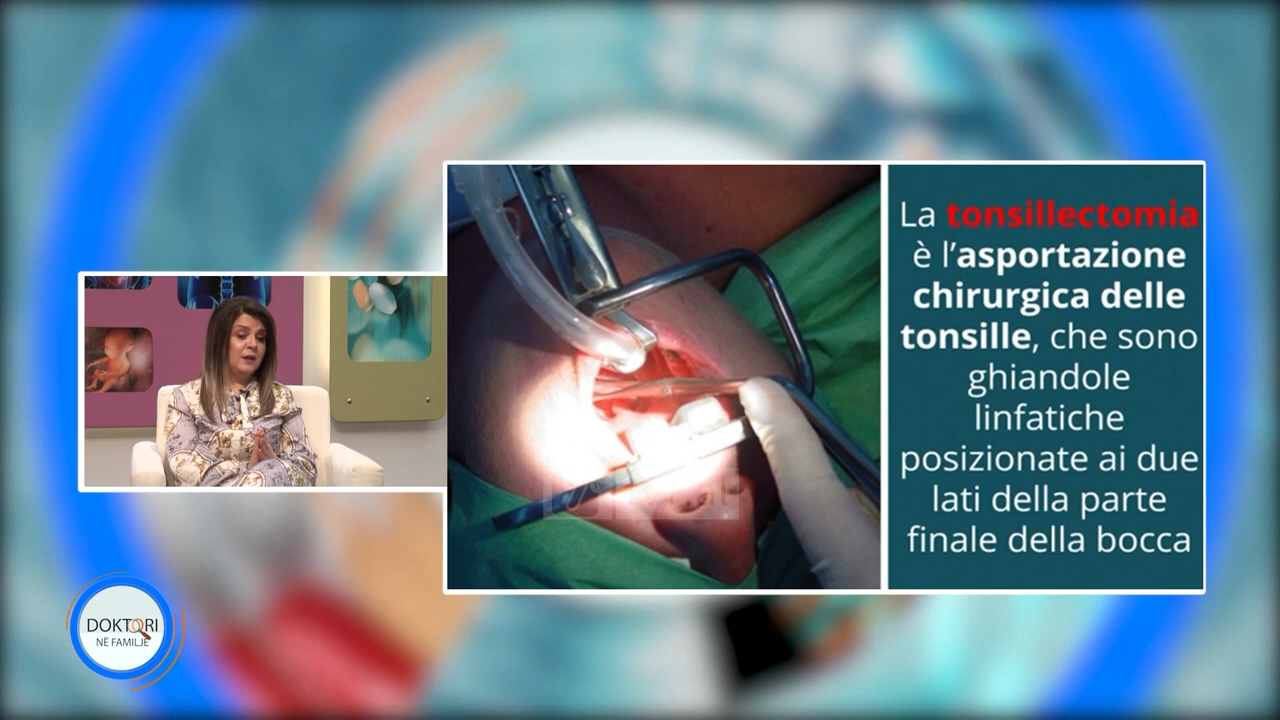 La tonsillectomia
è l'asportazione
chirurgica delle
tonsille, che sono
ghiandole
linfatiche
posizionate ai due
lati della parte
finale della bocca
DOKTORI
NË FAMILJE